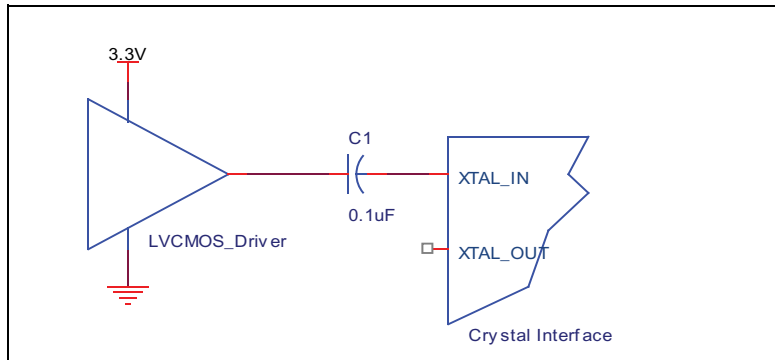 3.3V
C1
0.1uF
LVCMOS_Driver
XTAL_IN
XTAL_OUT
Crystal Interface